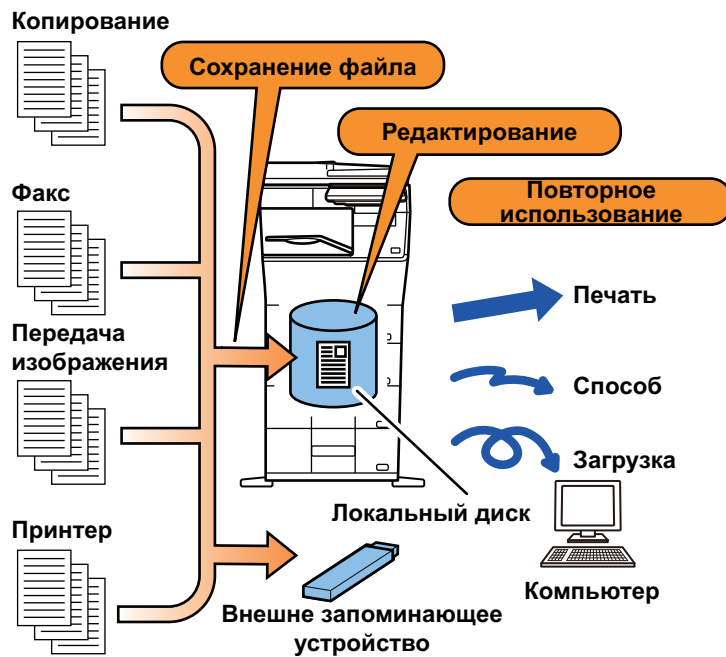 Копирование
Сохранение файла
Редактирование
Факс
Повторное
использование
Печать
Передача
изображения
Способ
Загрузка
Локальный диск
Принтер
Компьютер
Внешне запоминающее
устройство